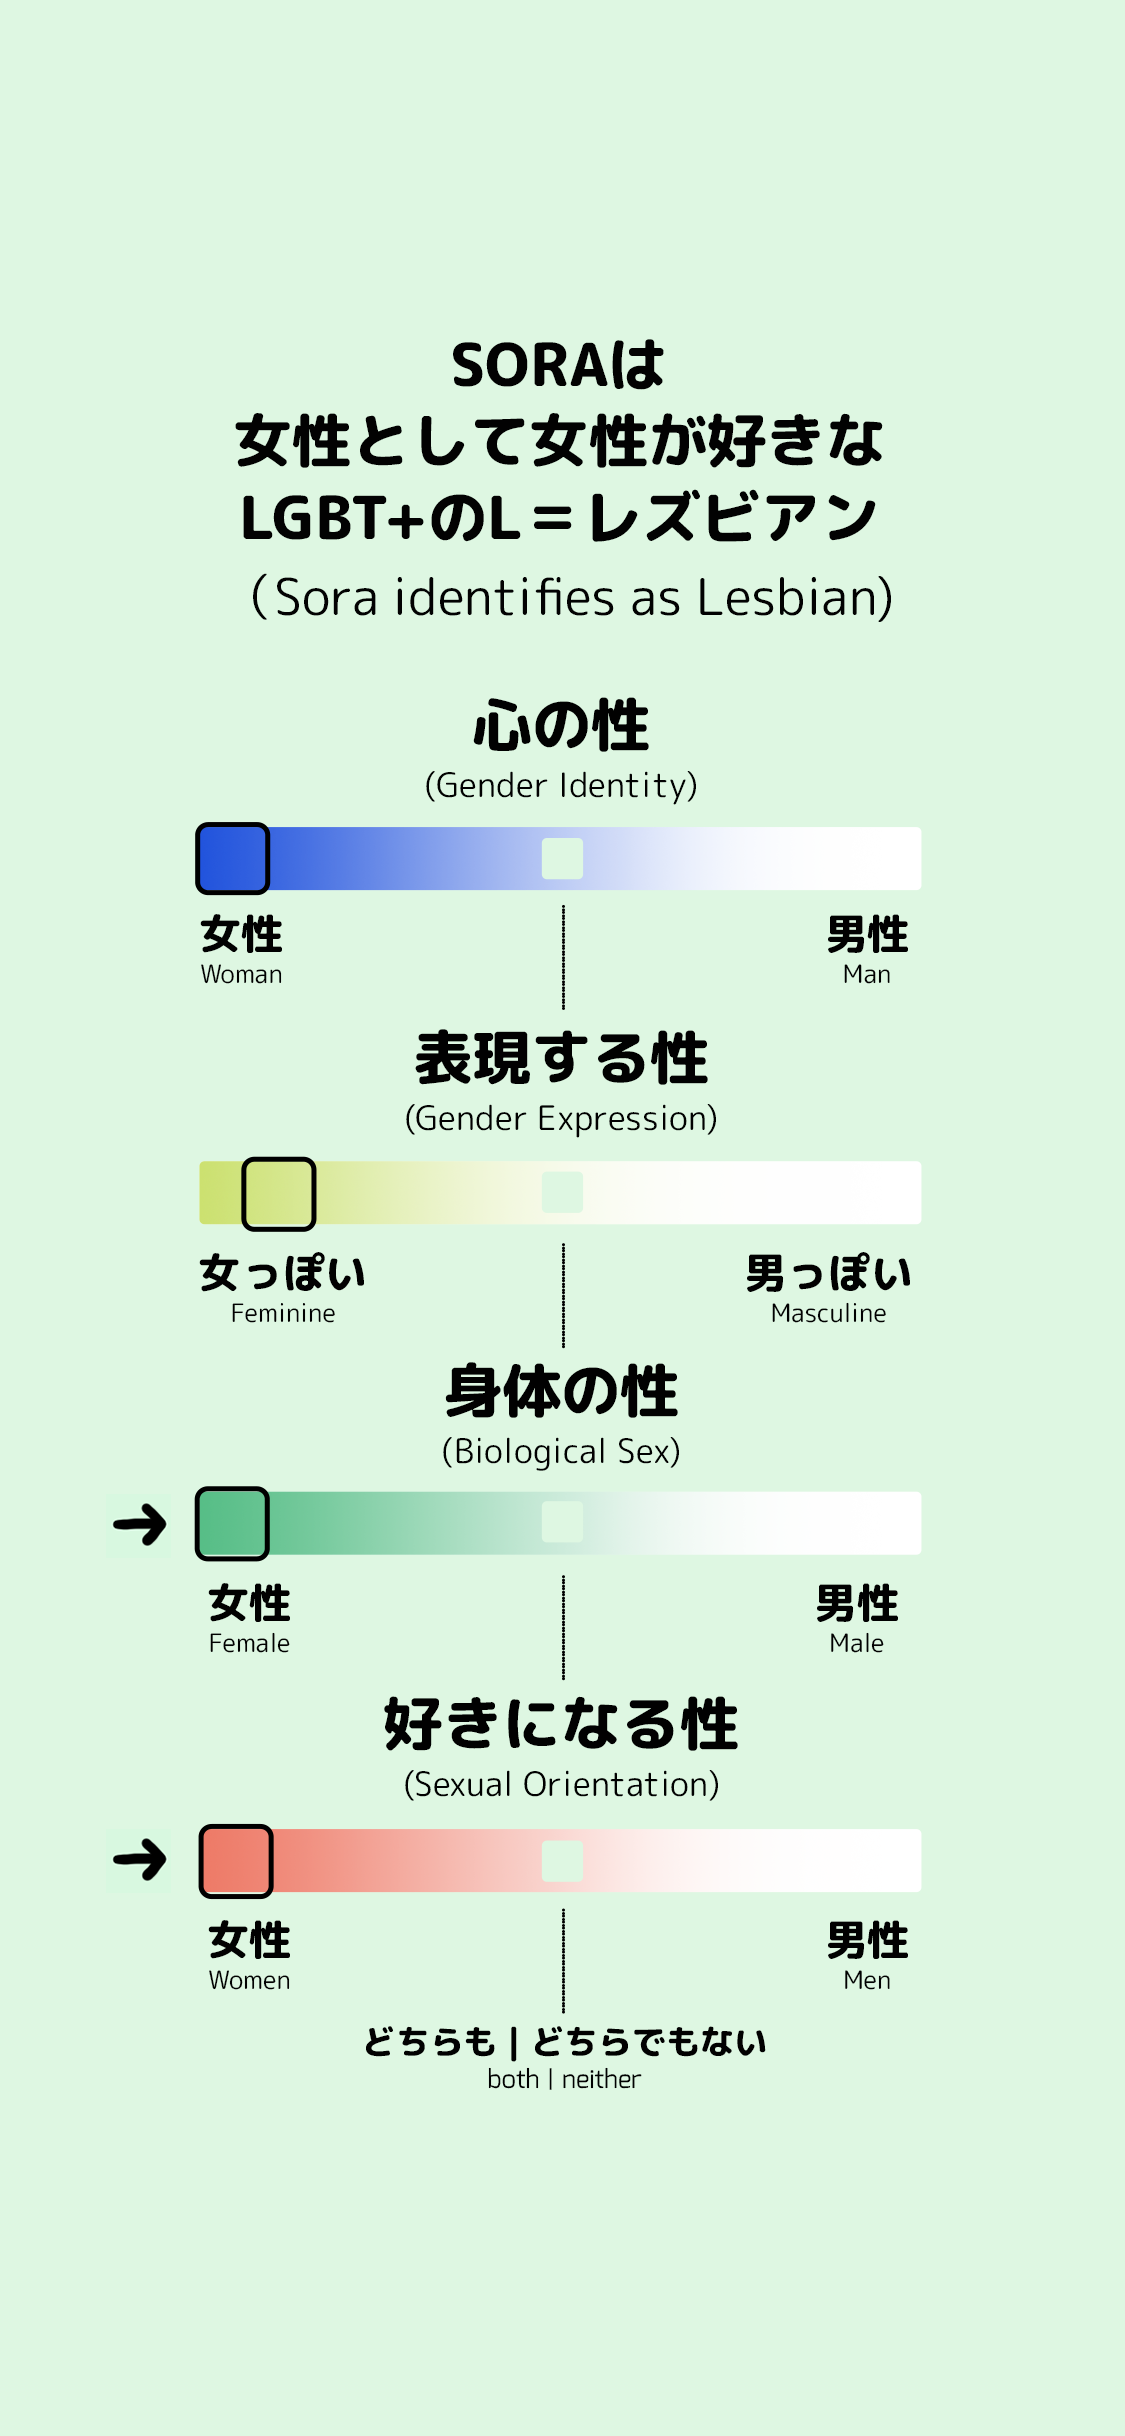 SORAは
女性として女性が好きな
LGBT+のL＝レズビアン
（Sora identifies as Lesbian)
心の性
(Gender Identity)
女性 男性
Woman Man
表現する性
(Gender Expression)
女っぽい 男っぽい
Feminine Masculine
身体の性
(Biological Sex)
→
女性 男性
Female Male
好きになる性
(Sexual Orientation)
→
女性 男性
Women Men
どちらも | どちらでもない
both | neither